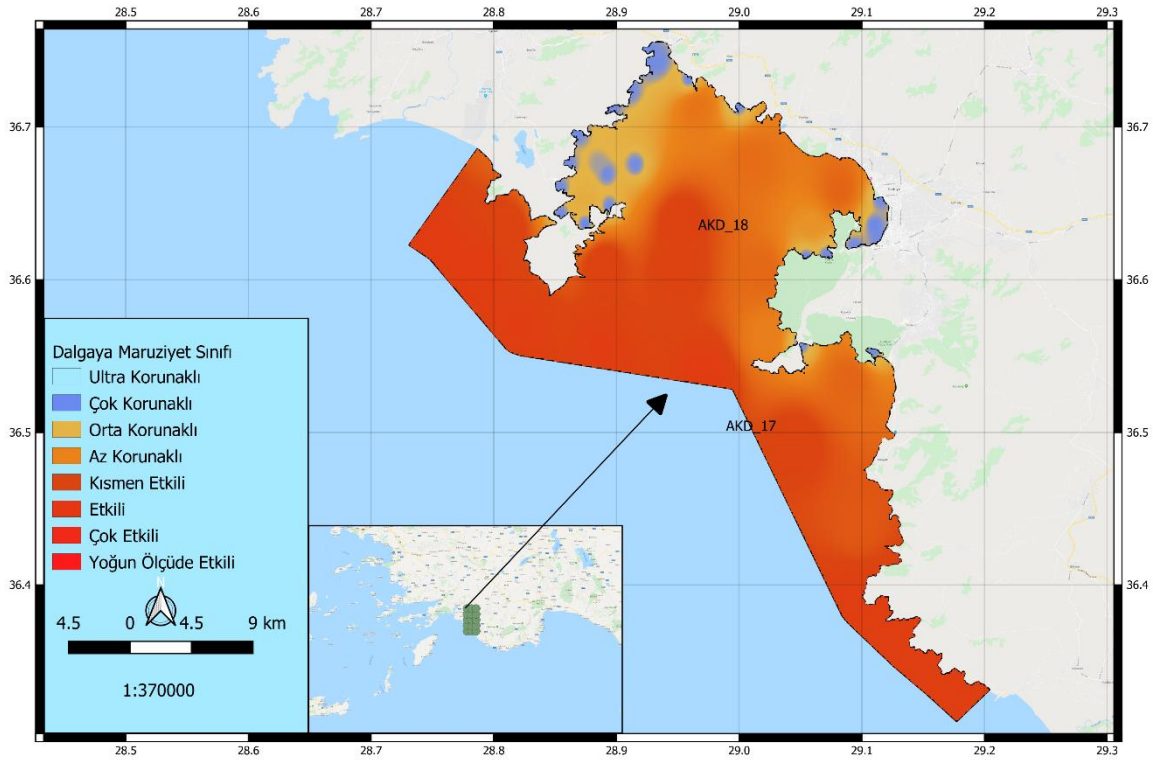 28.5 28.6 28.7 28.8 28.9 29.0 29.1 29.2 29.3
36.7 36.7
AKD_18
36.6 36.6
Dalgaya Maruziyet Sınıfı
Ultra Korunaklı
Çok Korunaklı
Orta Korunaklı
Az Korunaklı
Kısmen Etkili
Etkili
Çok Etkili
Yoğun Ölçüde Etkili
AKD_17
36.5 36.5
36.4 36.4
N
4.5 0 4.5 9 km
1:370000
28.5 28.6 28.7 28.8 28.9 29.0 29.1 29.2 29.3